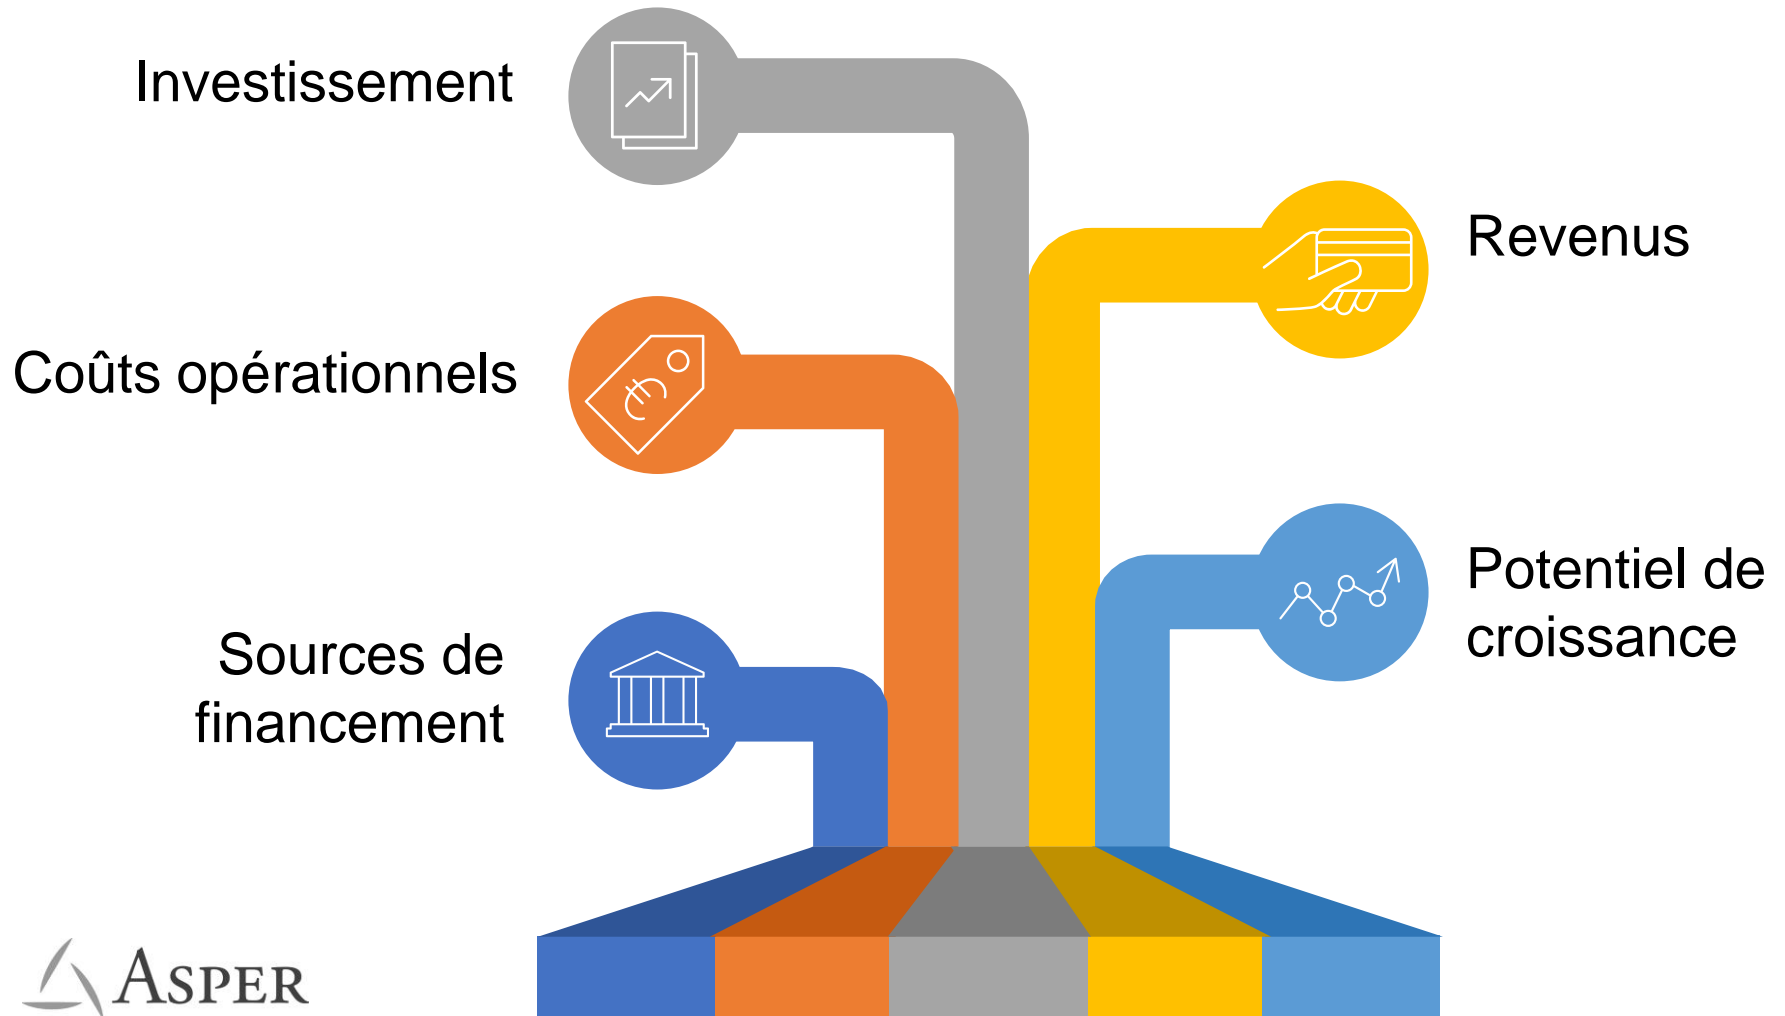 Investissement
Revenus
Coûts opérationnels
Potentiel de
croissance
Sources de
financement
ASPER